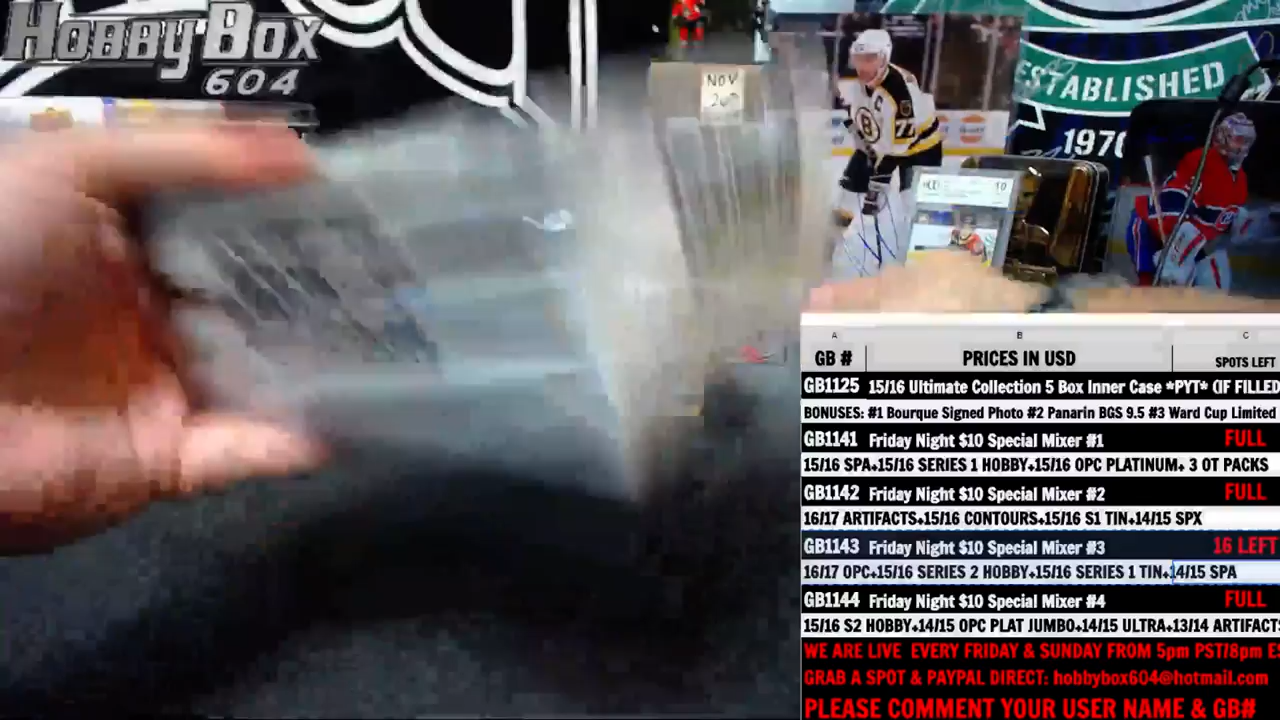 HOBBYBOX
604
NOV
ESTABLISHED
1970
77
10
A B C
GB # PRICES IN USD SPOTS LEFT
GB1125 15/16 Ultimate Collection 5 Box Inner Case *PYT* (IF FILLED
BONUSES: #1 Bourque Signed Photo #2 Panarin BGS 9.5 #3 Ward Cup Limited
GB1141 Friday Night $10 Special Mixer #1 FULL
15/16 SPA+15/16 SERIES 1 HOBBY+15/16 OPC PLATINUM+ 3 OT PACKS
GB1142 Friday Night $10 Special Mixer #2 FULL
16/17 ARTIFACTS+15/16 CONTOURS+15/16 S1 TIN+14/15 SPX
GB1143 Friday Night $10 Special Mixer #3 16 LEFT
16/17 OPC+15/16 SERIES 2 HOBBY+15/16 SERIES 1 TIN+14/15 SPA
GB1144 Friday Night $10 Special Mixer #4 FULL
15/16 S2 HOBBY+14/15 OPC PLAT JUMBO+14/15 ULTRA+13/14 ARTIFACTS
WE ARE LIVE EVERY FRIDAY & SUNDAY FROM 5pm PST/8pm ES
GRAB A SPOT & PAYPAL DIRECT: hobbybox604@hotmail.com
PLEASE COMMENT YOUR USER NAME & GB#